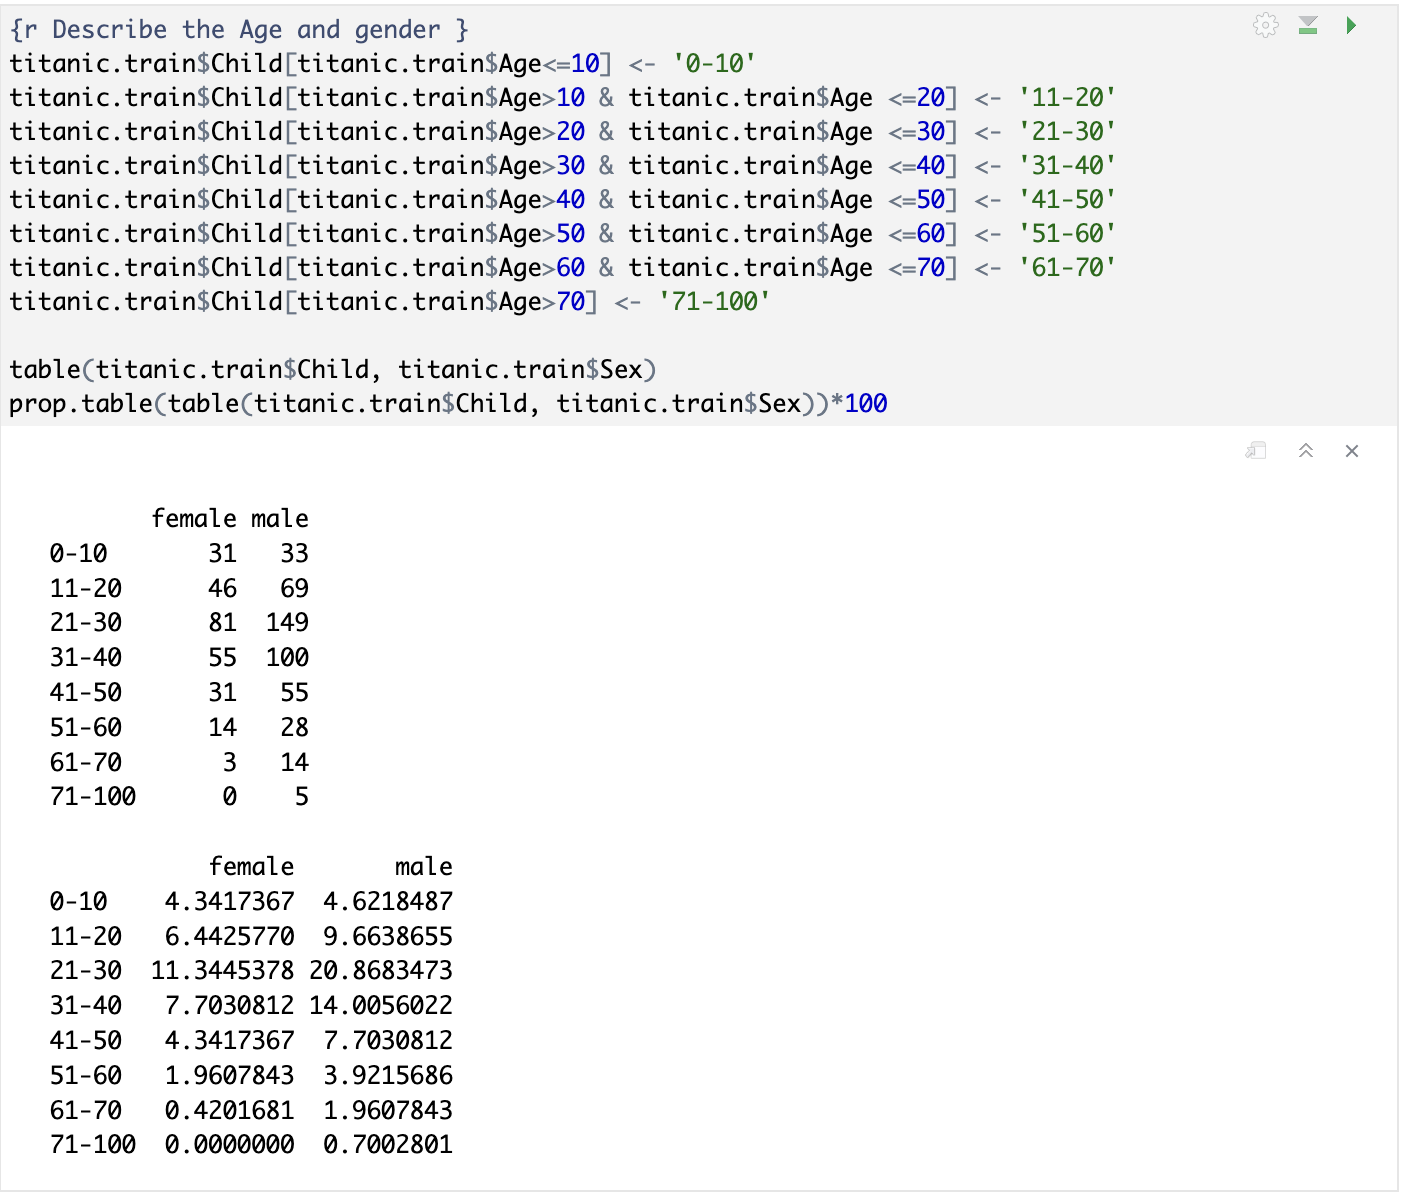 {r Describe the Age and gender }
titanic.train$Child[titanic.train$Age<=10] <- '0-10'
titanic.train$Child[titanic.train$Age>10 & titanic.train$Age <=20] <- '11-20'
titanic.train$Child[titanic.train$Age>20 & titanic.train$Age <=30] <- '21-30'
titanic.train$Child[titanic.train$Age>30 & titanic.train$Age <=40] <- '31-40'
titanic.train$Child[titanic.train$Age>40 & titanic.train$Age <=50] <- '41-50'
titanic.train$Child[titanic.train$Age>50 & titanic.train$Age <=60] <- '51-60'
titanic.train$Child[titanic.train$Age>60 & titanic.train$Age <=70] <- '61-70'
titanic.train$Child[titanic.train$Age>70] <- '71-100'

table(titanic.train$Child, titanic.train$Sex)
prop.table(table(titanic.train$Child, titanic.train$Sex))*100

female male
0-10 31 33
11-20 46 69
21-30 81 149
31-40 55 100
41-50 31 55
51-60 14 28
61-70 3 14
71-100 0 5

female male
0-10 4.3417367 4.6218487
11-20 6.4425770 9.6638655
21-30 11.3445378 20.8683473
31-40 7.7030812 14.0056022
41-50 4.3417367 7.7030812
51-60 1.9607843 3.9215686
61-70 0.4201681 1.9607843
71-100 0.0000000 0.7002801